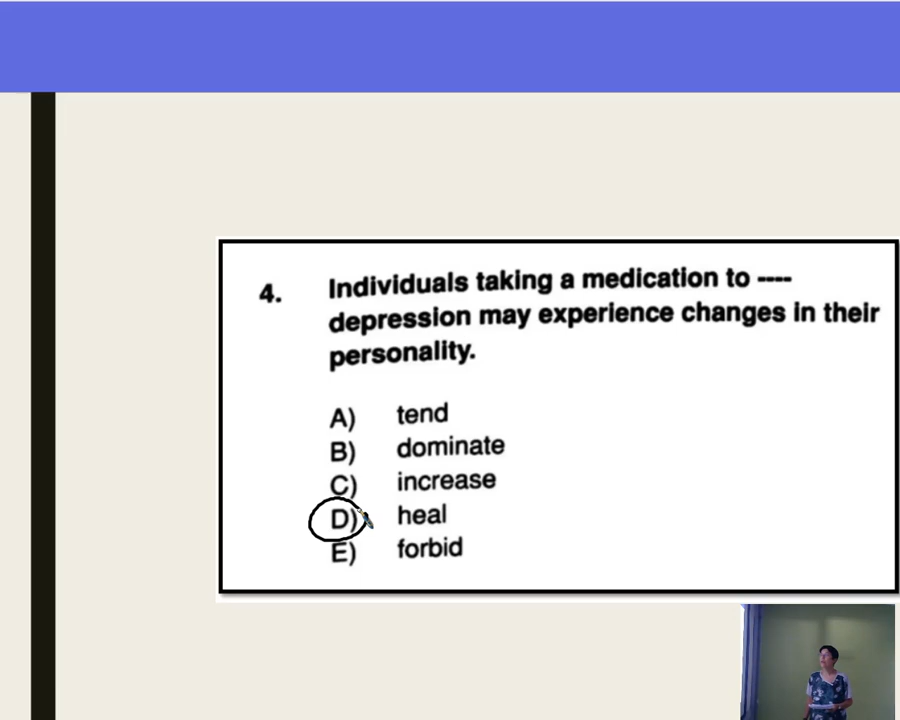 4. Individuals taking a medication to ----
depression may experience changes in their
personality.
A) tend
B) dominate
C) increase
D) heal
E) forbid